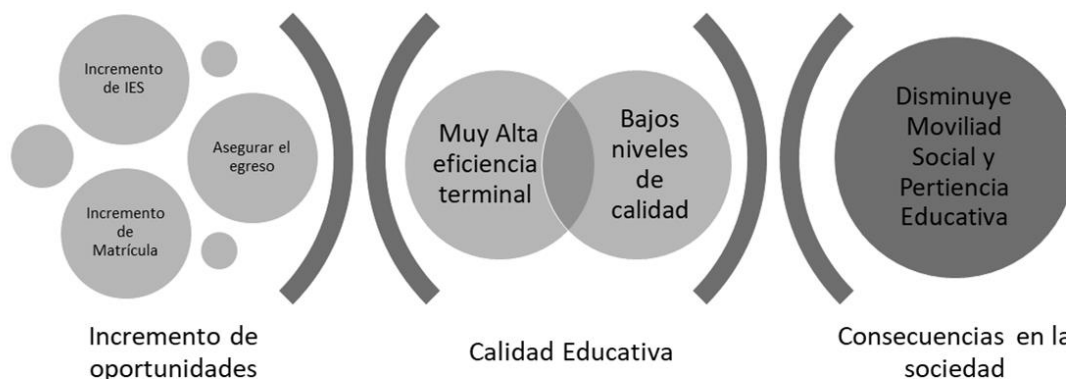 Incremento
de IES
Asegurar el
egreso
Incremento
de
Matrícula
Incremento de
oportunidades
Muy Alta
eficiencia
terminal
Bajos
niveles
de
calidad
Calidad Educativa
Disminuye
Moviliad
Social y
Pertiencia
Educativa
Consecuencias en la
sociedad